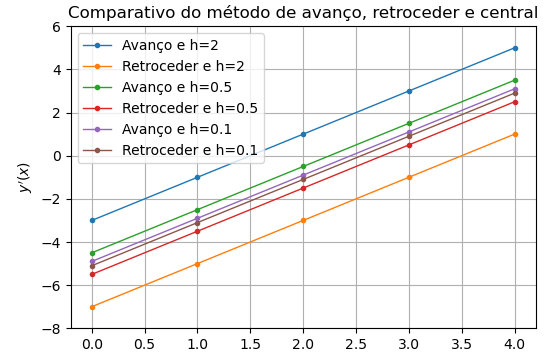 Comparativo do método de avanço, retroceder e central
6
4
2
0
−2
−4
−6
−8
y'(x)
Avanço e h=2
Retroceder e h=2
Avanço e h=0.5
Retroceder e h=0.5
Avanço e h=0.1
Retroceder e h=0.1
0.0 0.5 1.0 1.5 2.0 2.5 3.0 3.5 4.0